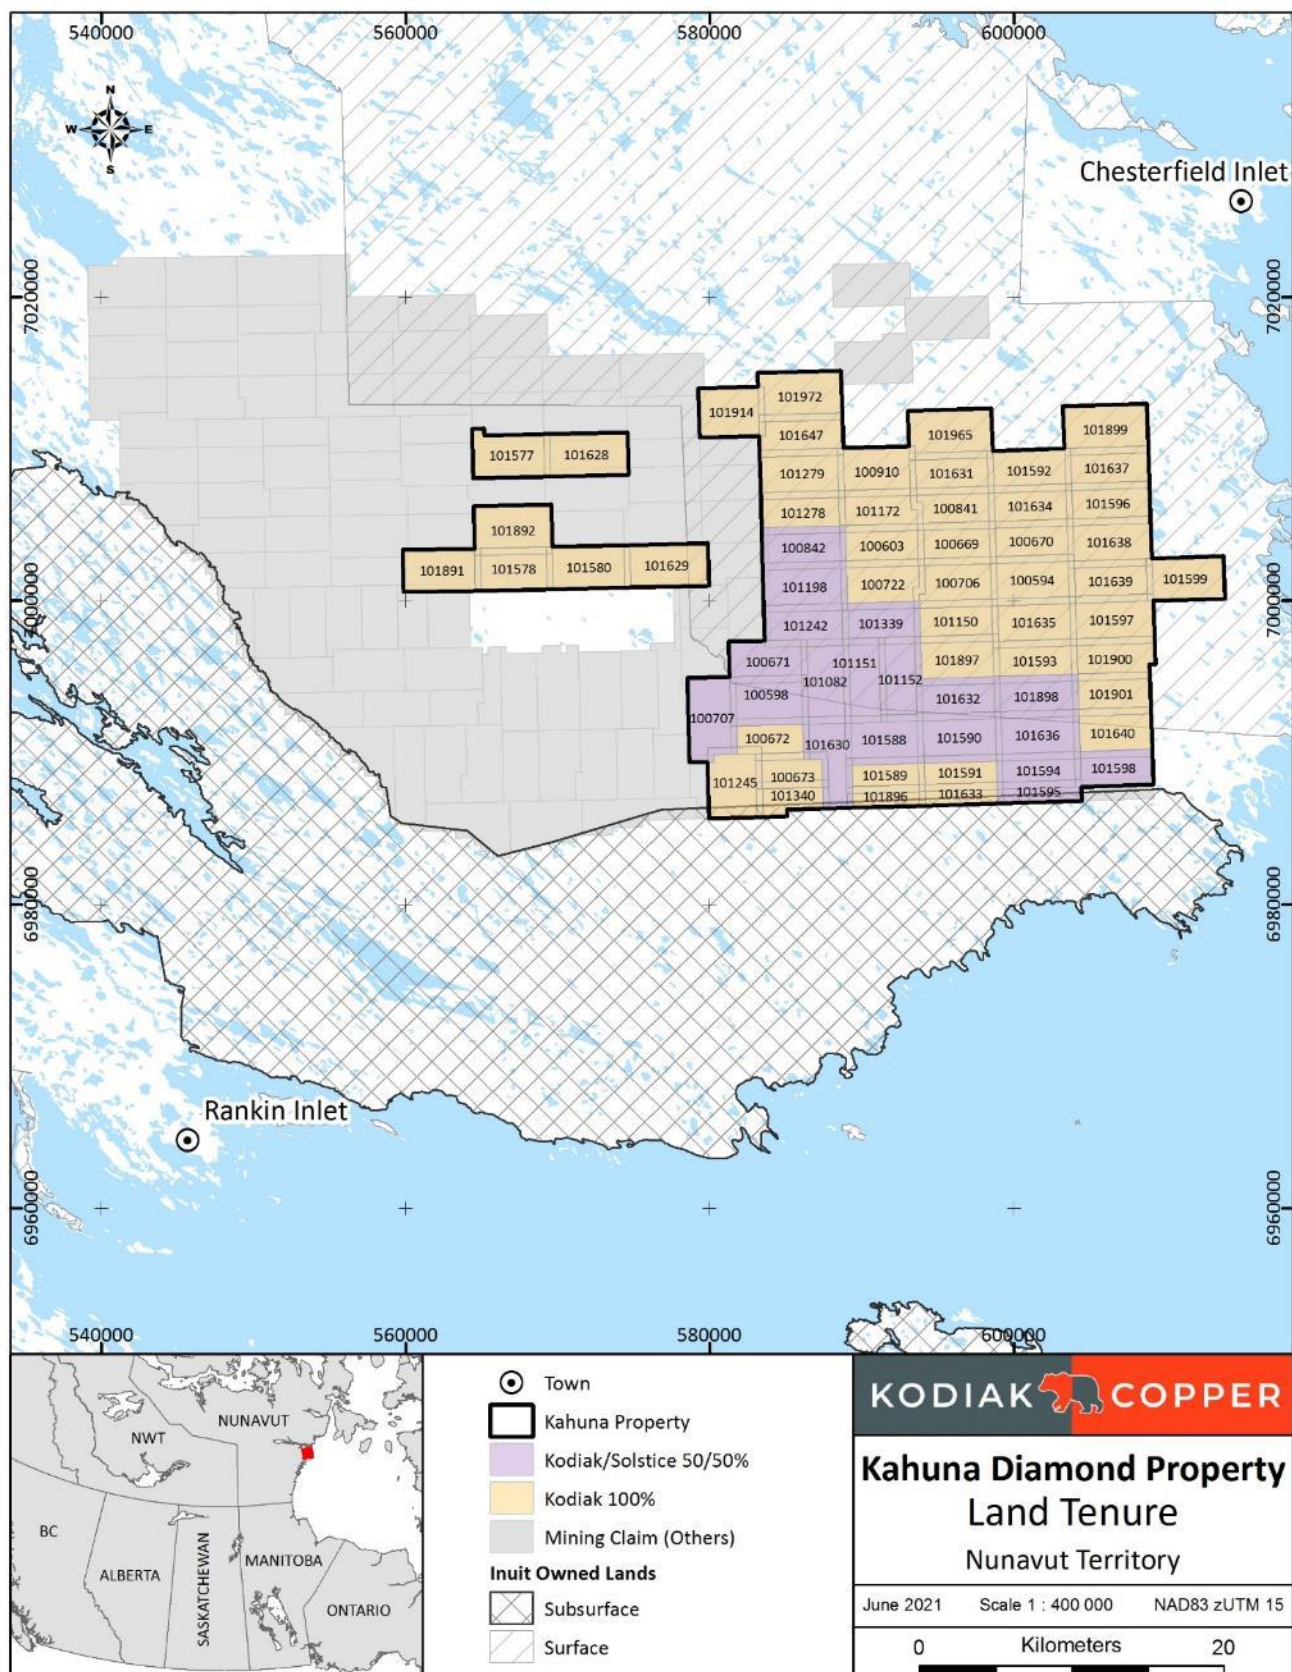 540000 560000 580000 600000
N
W E
S
Chesterfield Inlet
7020000 7020000
101972
101914
101899
101647 101965
101577 101628
101279 100910 101631 101592 101637
101278 101172 100841 101634 101596
101892
100842 100603 100669 100670 101638
101891 101578 101580 101629
101198 100722 100706 100594 101639 101599
7000000 7000000
101242 101339 101150 101635 101597
100671 101151 101897 101593 101900
100598 101082 101152 101632 101898 101901
100707
100672 101630 101588 101590 101636 101640
101245 100673 101589 101591 101594 101598
101340 101896 101633 101595
6980000 6980000
Rankin Inlet
6960000 6960000
540000 560000 580000 600000
NUNAVUT
NWT
BC
ALBERTA
SASKATCHEWAN
MANITOBA
ONTARIO
Town
Kahuna Property
Kodiak/Solstice 50/50%
Kodiak 100%
Mining Claim (Others)
Inuit Owned Lands
Subsurface
Surface
KODIAK COPPER
Kahuna Diamond Property
Land Tenure
Nunavut Territory
June 2021 Scale 1 : 400 000 NAD83 zUTM 15
0 Kilometers 20